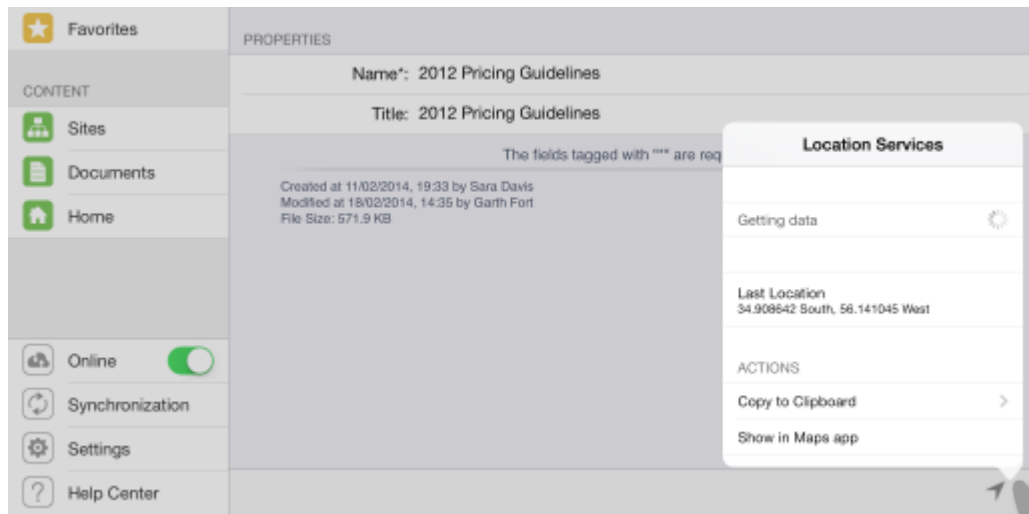 Favorites
CONTENT
Sites
Documents
Home
Online
Synchronization
Settings
Help Center
PROPERTIES
Name*: 2012 Pricing Guidelines
Title: 2012 Pricing Guidelines
The fields tagged with "*" are req
Created at 11/02/2014, 19:33 by Sara Davis
Modified at 18/02/2014, 14:35 by Garth Fort
File Size: 571.9 KB
Location Services
Getting data
Last Location
34.908642 South, 56.141045 West
ACTIONS
Copy to Clipboard
Show in Maps app